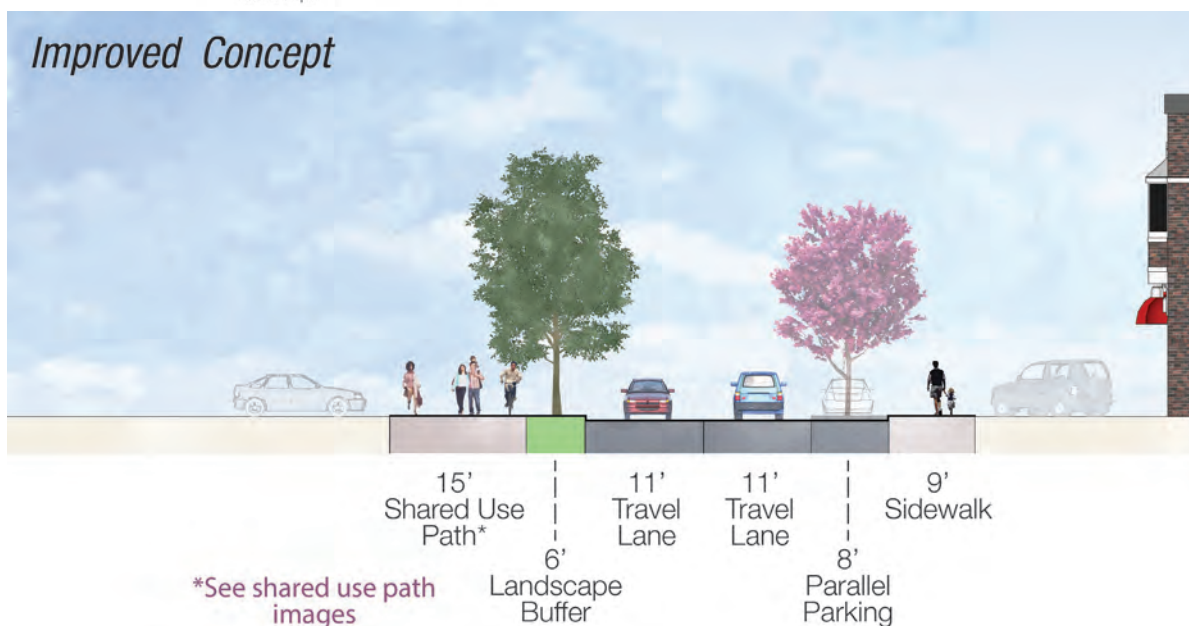 Improved Concept
15'
Shared Use
Path*
6'
Landscape
Buffer
11'
Travel
Lane
11'
Travel
Lane
8'
Parallel
Parking
9'
Sidewalk
*See shared use path
images